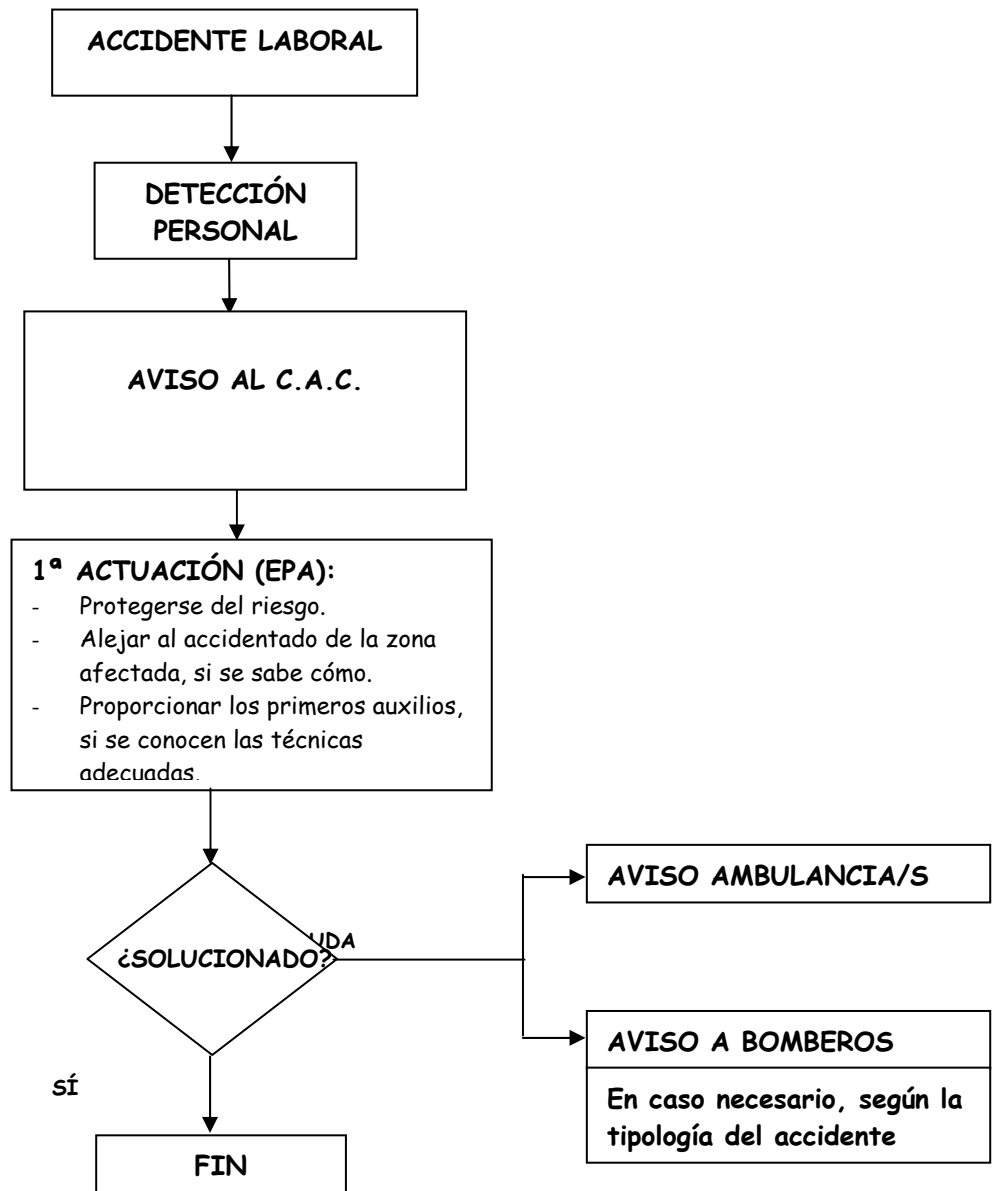 ACCIDENTE LABORAL
DETECCIÓN
PERSONAL
AVISO AL C.A.C.
1ª ACTUACIÓN (EPA):
- Protegerse del riesgo.
- Alejar al accidentado de la zona
afectada, si se sabe cómo.
- Proporcionar los primeros auxilios,
si se conocen las técnicas
adecuadas.
¿SOLUCIONADO?
AVISO AMBULANCIA/S
AVISO A BOMBEROS
En caso necesario, según la
tipología del accidente
SÍ
FIN